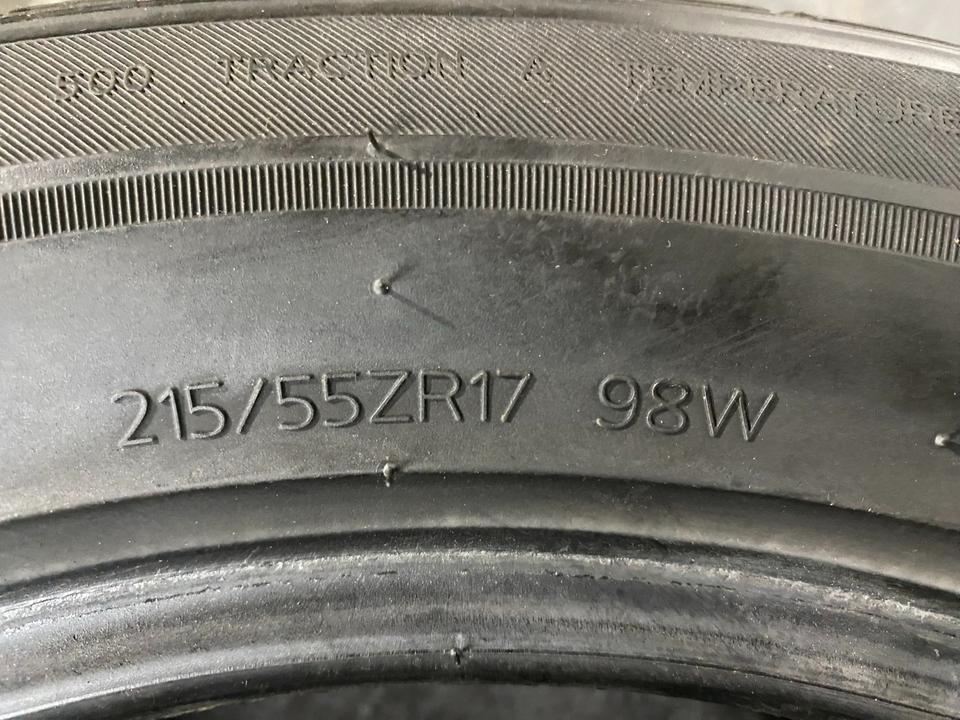 500 TRACTION A TEMPERATURE
215/55ZR17 98W